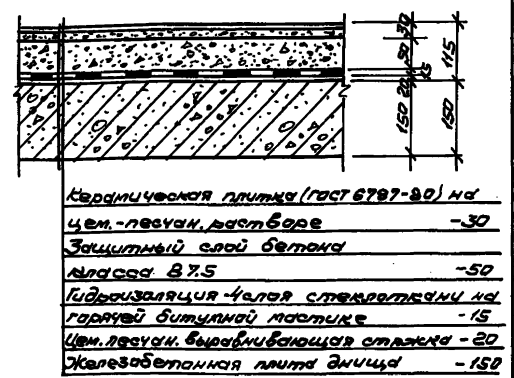 30
50
15
20
150
115
150
Керамическая плитка (гост 6787-80) на
цем.-песчан. растворе -30
Защитный слой бетона
класса В7.5 -50
Гидроизоляция-4слоя стеклоткани на
горячей битумной мастике -15
Цем. песчан. выравнивающая стяжка -20
Железобетонная плита днища -150